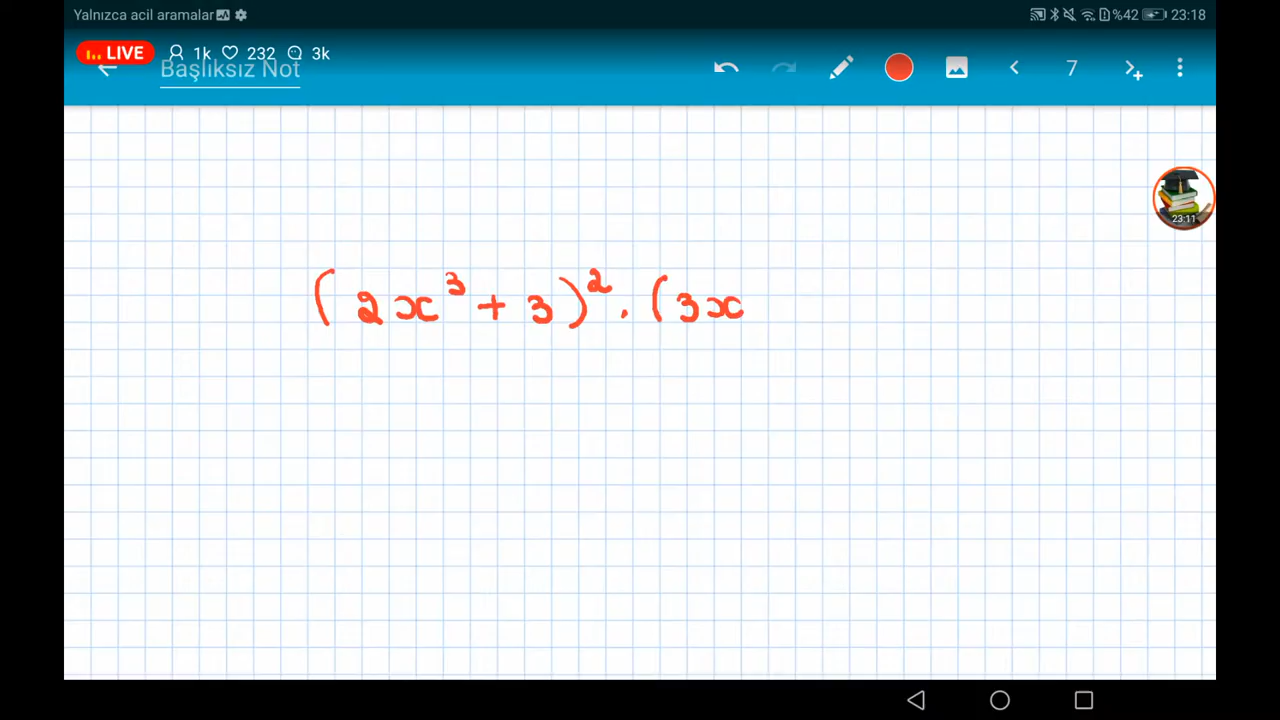 Yalnızca acil aramalar %42 23:18
LIVE 1k 232 3k
Başlıksız Not 7
23:11
(2x³ + 3)² . (3x